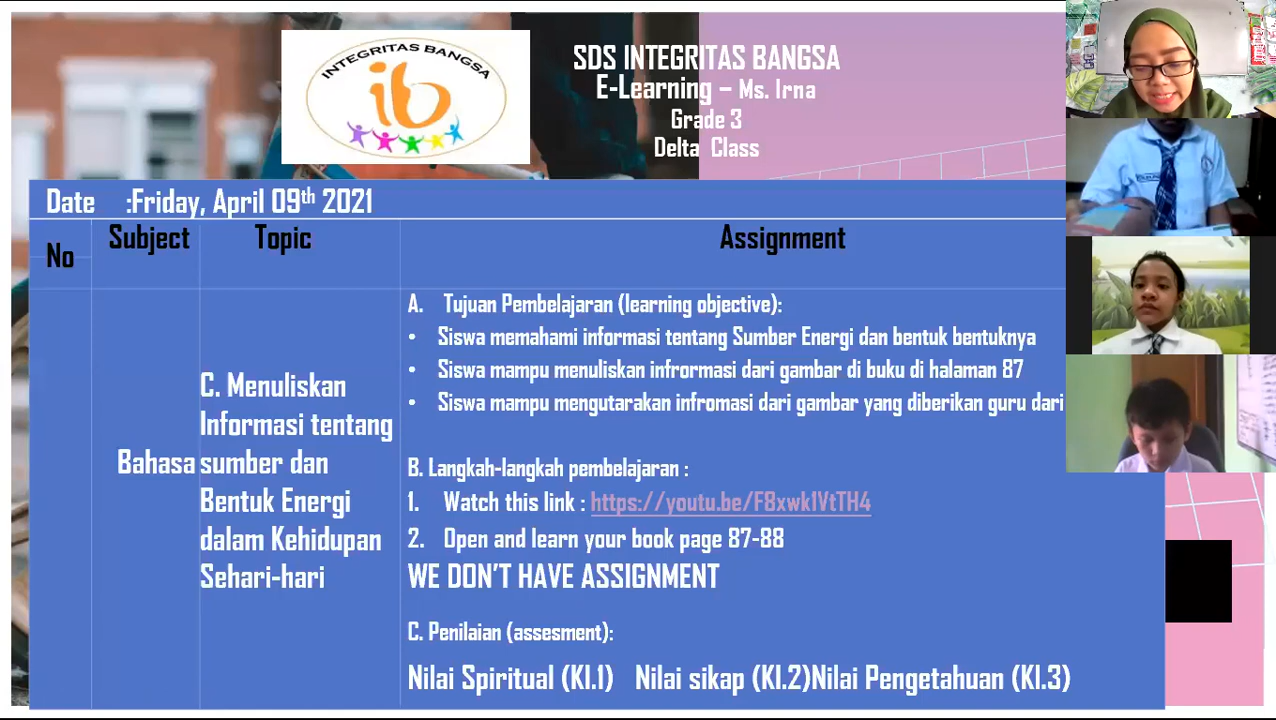 INTEGRITAS BANGSA
ib
SDS INTEGRITAS BANGSA
E-Learning – Ms. Irna
Grade 3
Delta Class
Date :Friday, April 09th 2021
No Subject Topic Assignment
Bahasa
C. Menuliskan
Informasi tentang
sumber dan
Bentuk Energi
dalam Kehidupan
Sehari-hari
A. Tujuan Pembelajaran (learning objective):
• Siswa memahami informasi tentang Sumber Energi dan bentuk bentuknya
• Siswa mampu menuliskan infrormasi dari gambar di buku di halaman 87
• Siswa mampu mengutarakan infromasi dari gambar yang diberikan guru dari
B. Langkah-langkah pembelajaran :
1. Watch this link : https://youtu.be/F8xwk1VtTH4
2. Open and learn your book page 87-88
WE DON'T HAVE ASSIGNMENT
C. Penilaian (assesment):
Nilai Spiritual (KI.1) Nilai sikap (KI.2)Nilai Pengetahuan (KI.3)